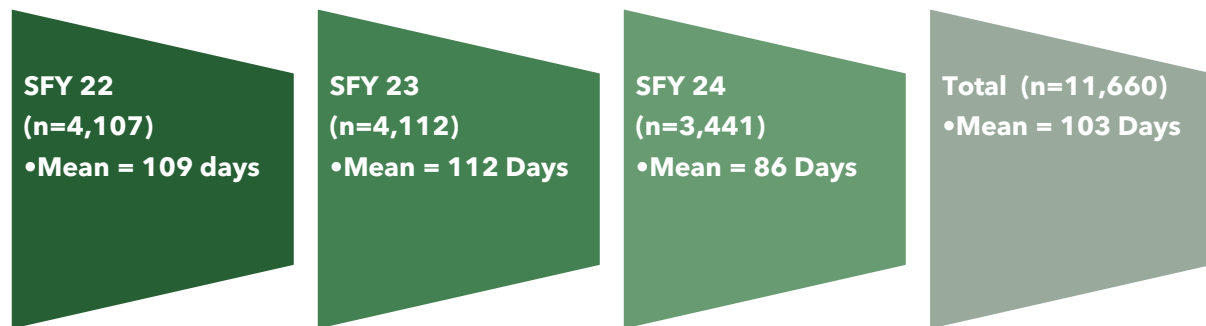 SFY 22
(n=4,107)
•Mean = 109 days
SFY 23
(n=4,112)
•Mean = 112 Days
SFY 24
(n=3,441)
•Mean = 86 Days
Total (n=11,660)
•Mean = 103 Days